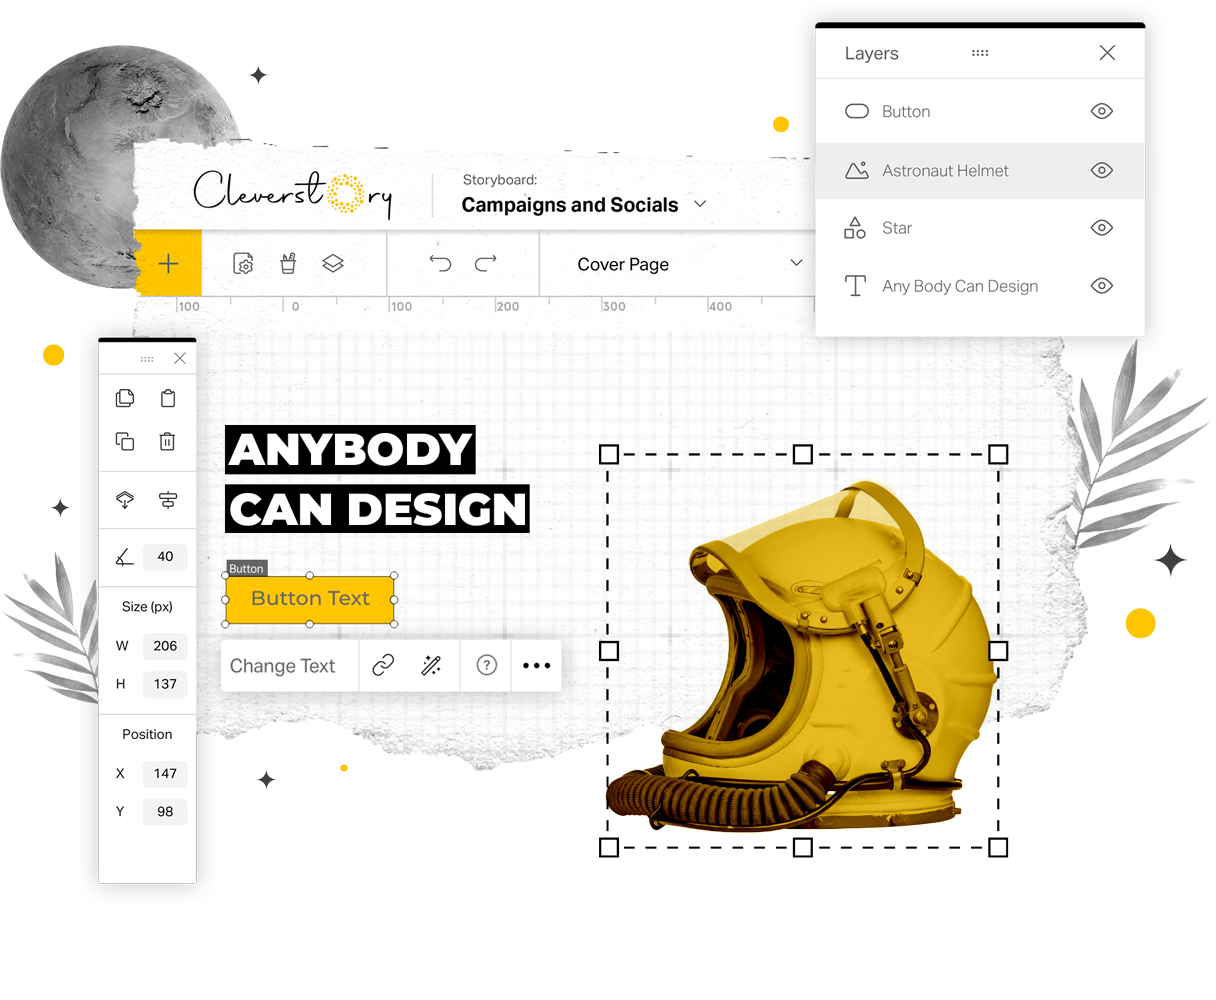 Layers
Button
Astronaut Helmet
Star
Any Body Can Design
Cleverstory
Storyboard:
Campaigns and Socials
Cover Page
100 0 100 200 300 400
ANYBODY
CAN DESIGN
Button
Button Text
Change Text
?
40
Size (px)
W 206
H 137
Position
X 147
Y 98